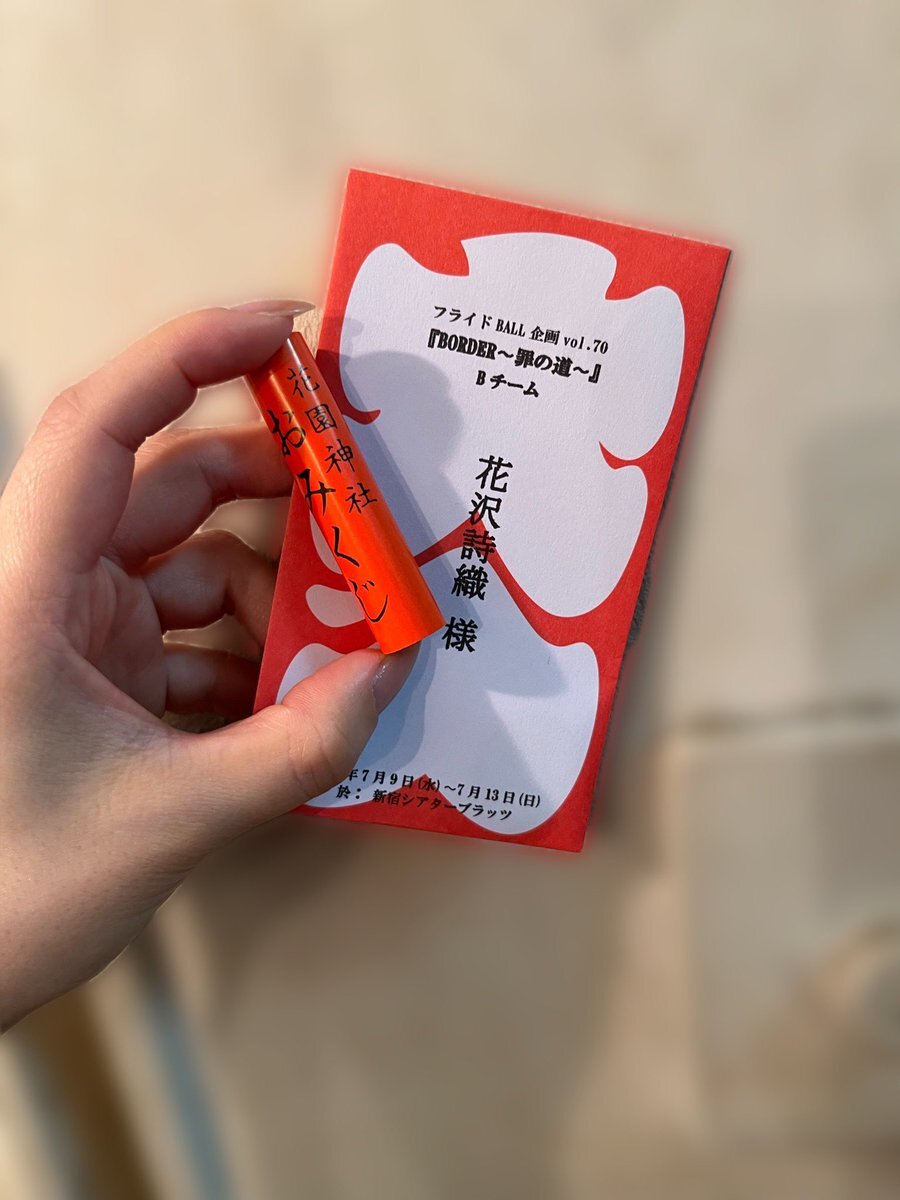 花園神社
おみくじ
フライドBALL企画vol.70
『BORDER～罪の道～』
Bチーム
花沢詩織 様
年7月9日(水)～7月13日(日)
於： 新宿シアターブラッツ